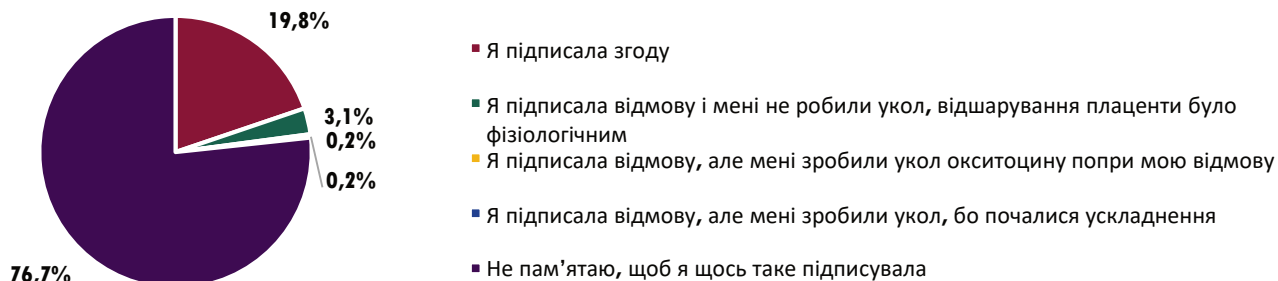 19,8%
3,1%
0,2%
0,2%
76,7%
Я підписала згоду
Я підписала відмову і мені не робили укол, відшарування плаценти було
фізіологічним
Я підписала відмову, але мені зробили укол окситоцину попри мою відмову
Я підписала відмову, але мені зробили укол, бо почалися ускладнення
Не пам’ятаю, щоб я щось таке підписувала